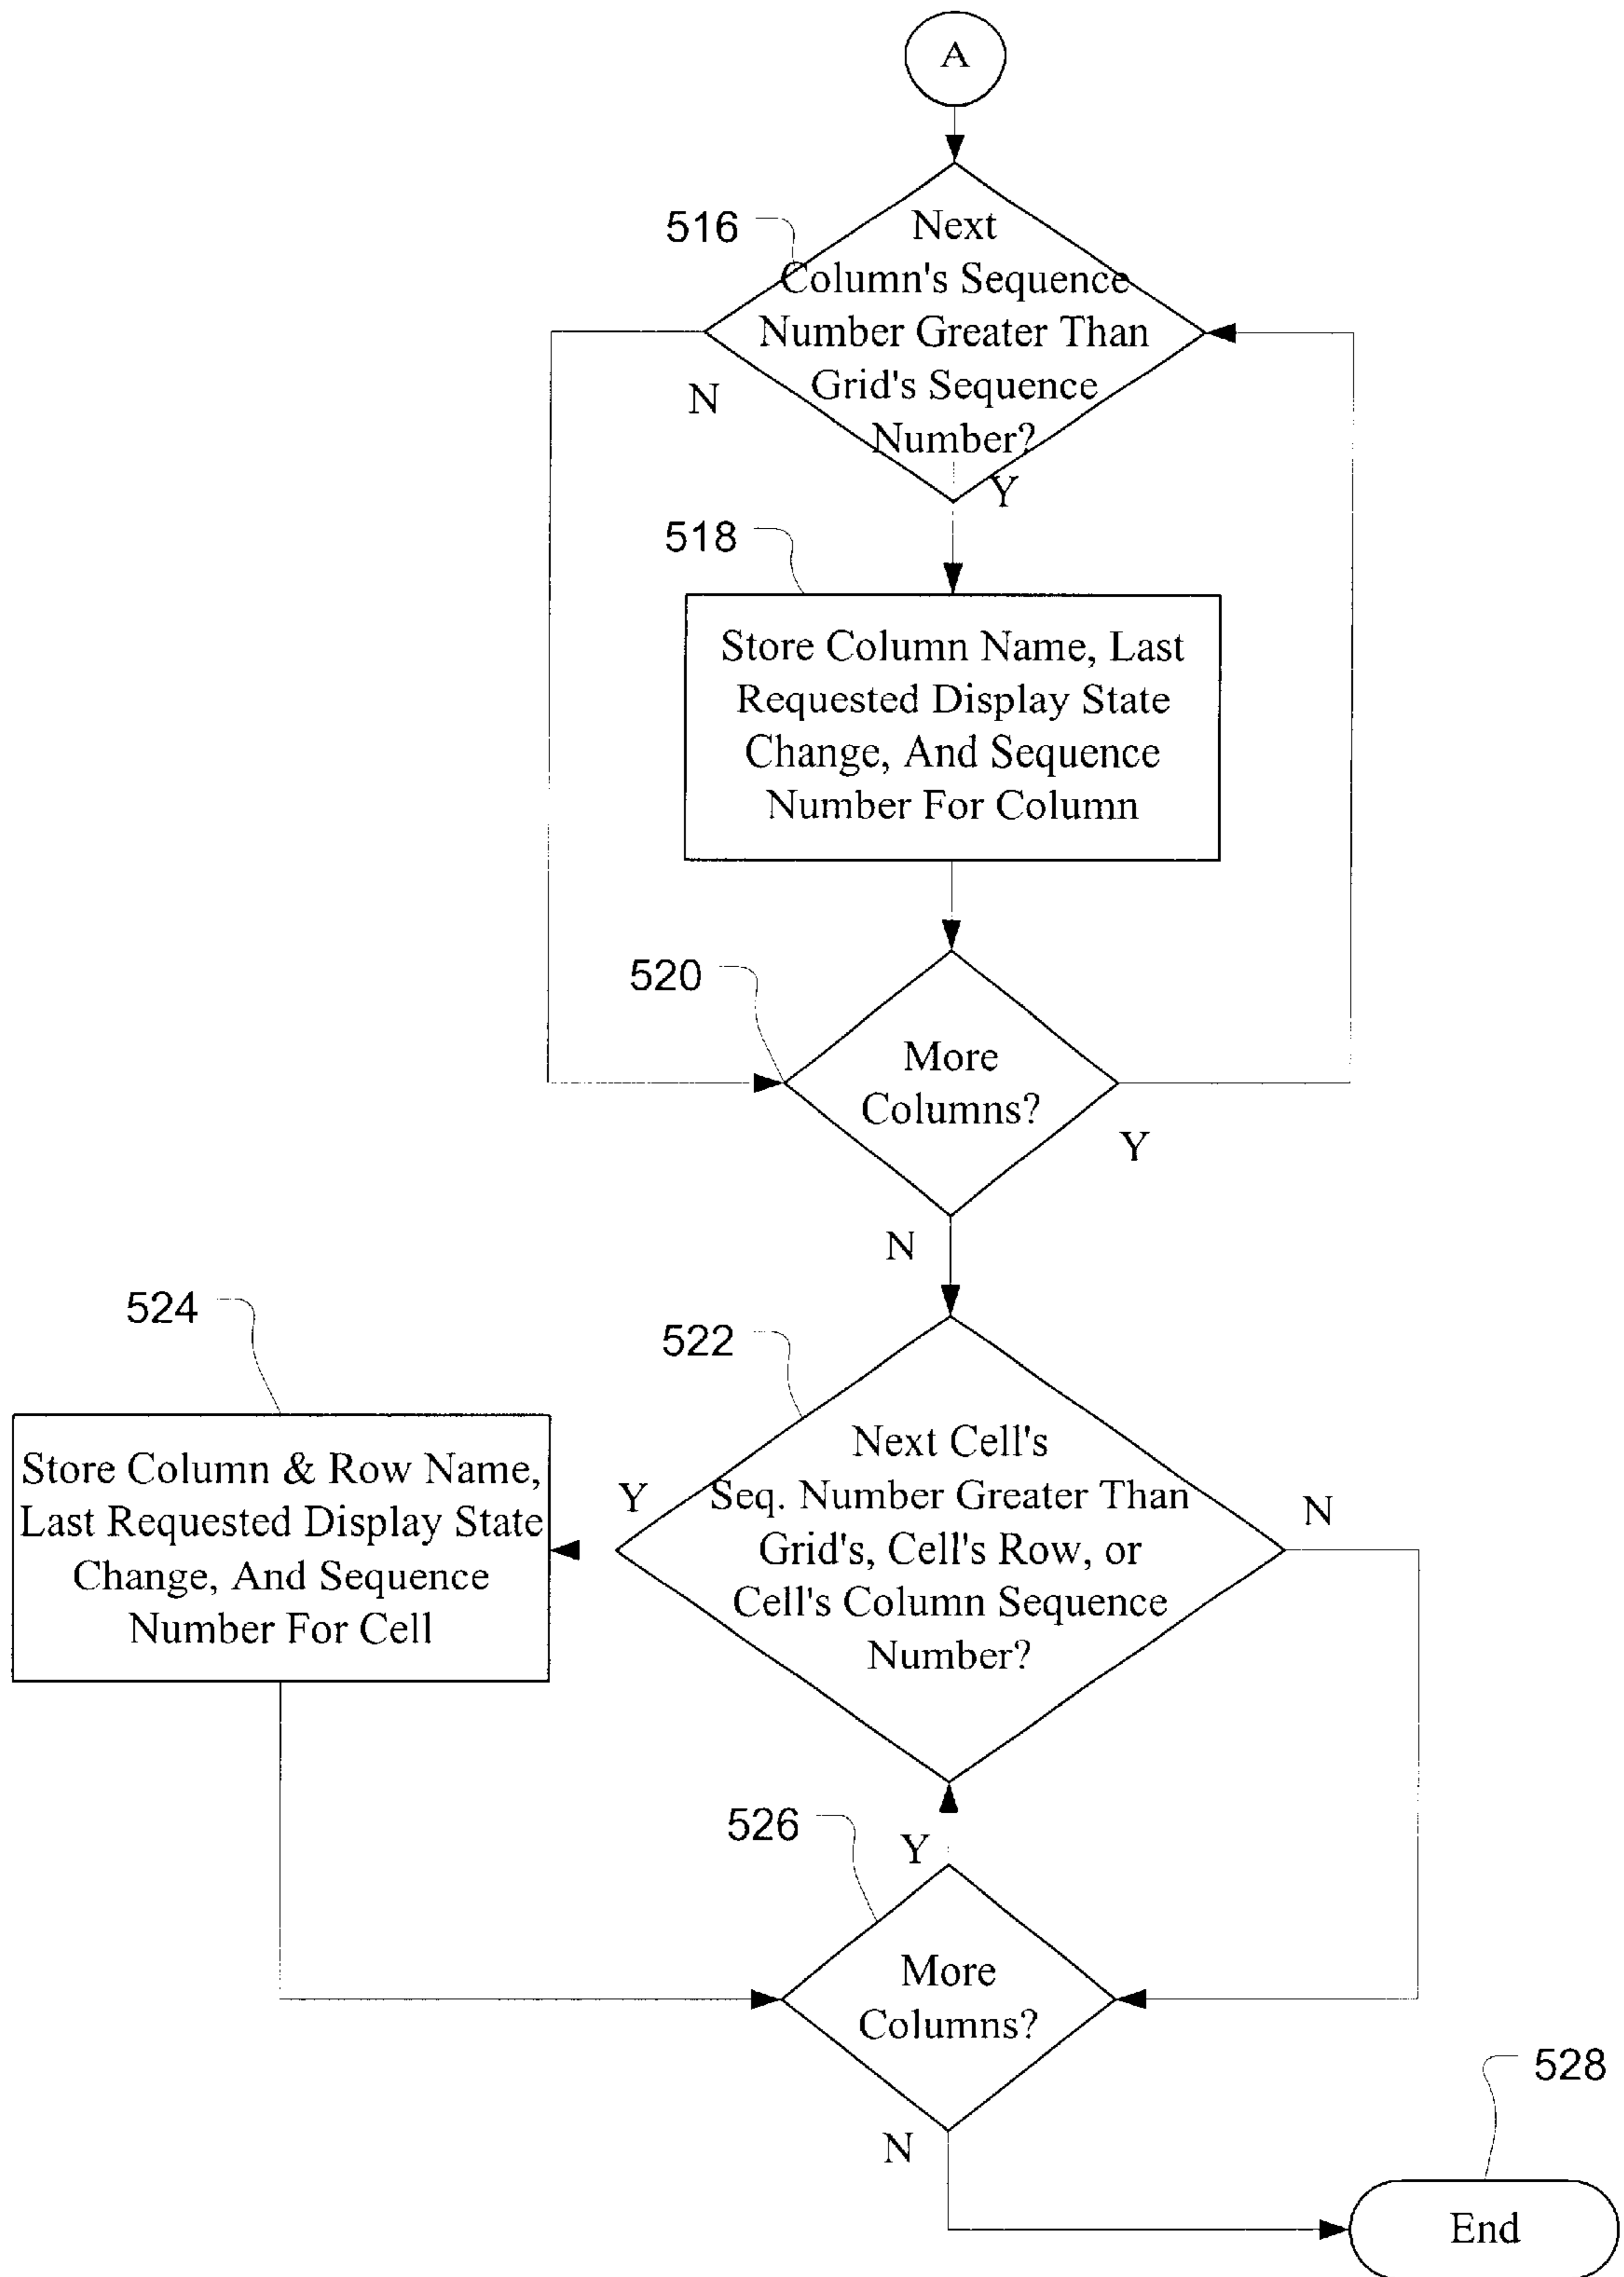 A
516
Next
Column's Sequence
Number Greater Than
Grid's Sequence
Number?
N
Y
518
Store Column Name, Last
Requested Display State
Change, And Sequence
Number For Column
520
More
Columns?
Y
N
524
522
Store Column & Row Name,
Last Requested Display State
Change, And Sequence
Number For Cell
Y
Next Cell's
Seq. Number Greater Than
Grid's, Cell's Row, or
Cell's Column Sequence
Number?
N
526
Y
More
Columns?
N
528
End